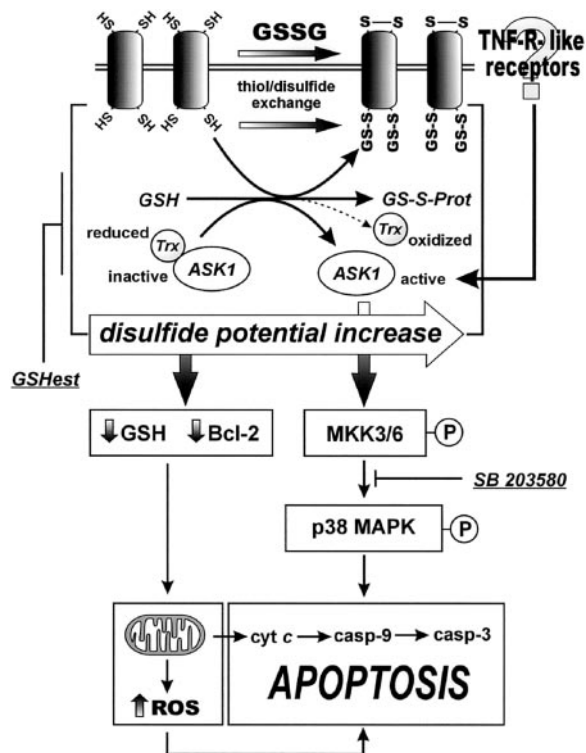 HS SH HS SH GSSG S—S S—S TNF-R- like
receptors
?
thiol/disulfide
exchange
HS SH HS SH GS-S GS-S GS-S GS-S
GSH GS-S-Prot
reduced Trx Trx oxidized
inactive ASK1 ASK1 active
disulfide potential increase
GSHest
GSH Bcl-2 MKK3/6 P
SB 203580
p38 MAPK P
cyt c casp-9 casp-3
ROS APOPTOSIS